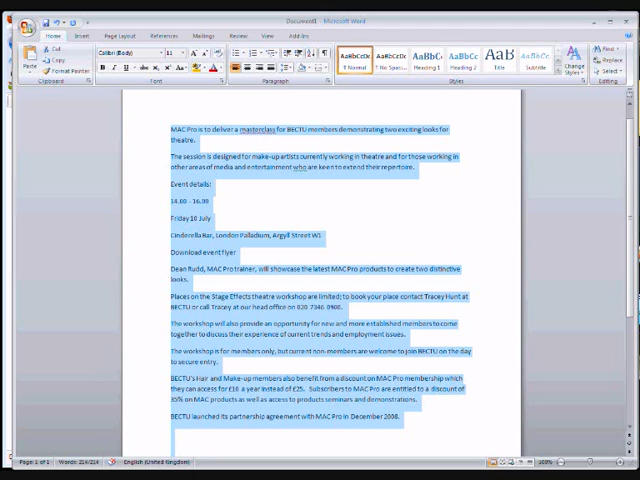 Document1 - Microsoft Word
Home Insert Page Layout References Mailings Review View Add-Ins
Cut
Copy
Format Painter
Paste
Clipboard
Calibri (Body) 11
Font
Paragraph
AaBbCcDc AaBbCcDc AaBbC AaBbCc AaB AaBbCc
¶ Normal ¶ No Spaci... Heading 1 Heading 2 Title Subtitle
Change Styles
Styles
Find
Replace
Select
Editing
MAC Pro is to deliver a masterclass for BECTU members demonstrating two exciting looks for
theatre.
The session is designed for make-up artists currently working in theatre and for those working in
other areas of media and entertainment who are keen to extend their repertoire.
Event details:
14.00 - 16.00
Friday 10 July
Cinderella Bar, London Palladium, Argyll Street W1
Download event flyer
Dean Rudd, MAC Pro trainer, will showcase the latest MAC Pro products to create two distinctive
looks.
Places on the Stage Effects theatre workshop are limited; to book your place contact Tracey Hunt at
BECTU or call Tracey at our head office on 020 7346 0900.
The workshop will also provide an opportunity for new and more established members to come
together to discuss their experience of current trends and employment issues.
The workshop is for members only, but current non-members are welcome to join BECTU on the day
to secure entry.
BECTU's Hair and Make-up members also benefit from a discount on MAC Pro membership which
they can access for £10 a year instead of £25. Subscribers to MAC Pro are entitled to a discount of
35% on MAC products as well as access to products seminars and demonstrations.
BECTU launched its partnership agreement with MAC Pro in December 2008.
Page: 1 of 1 Words: 214/214 English (United Kingdom) 100%